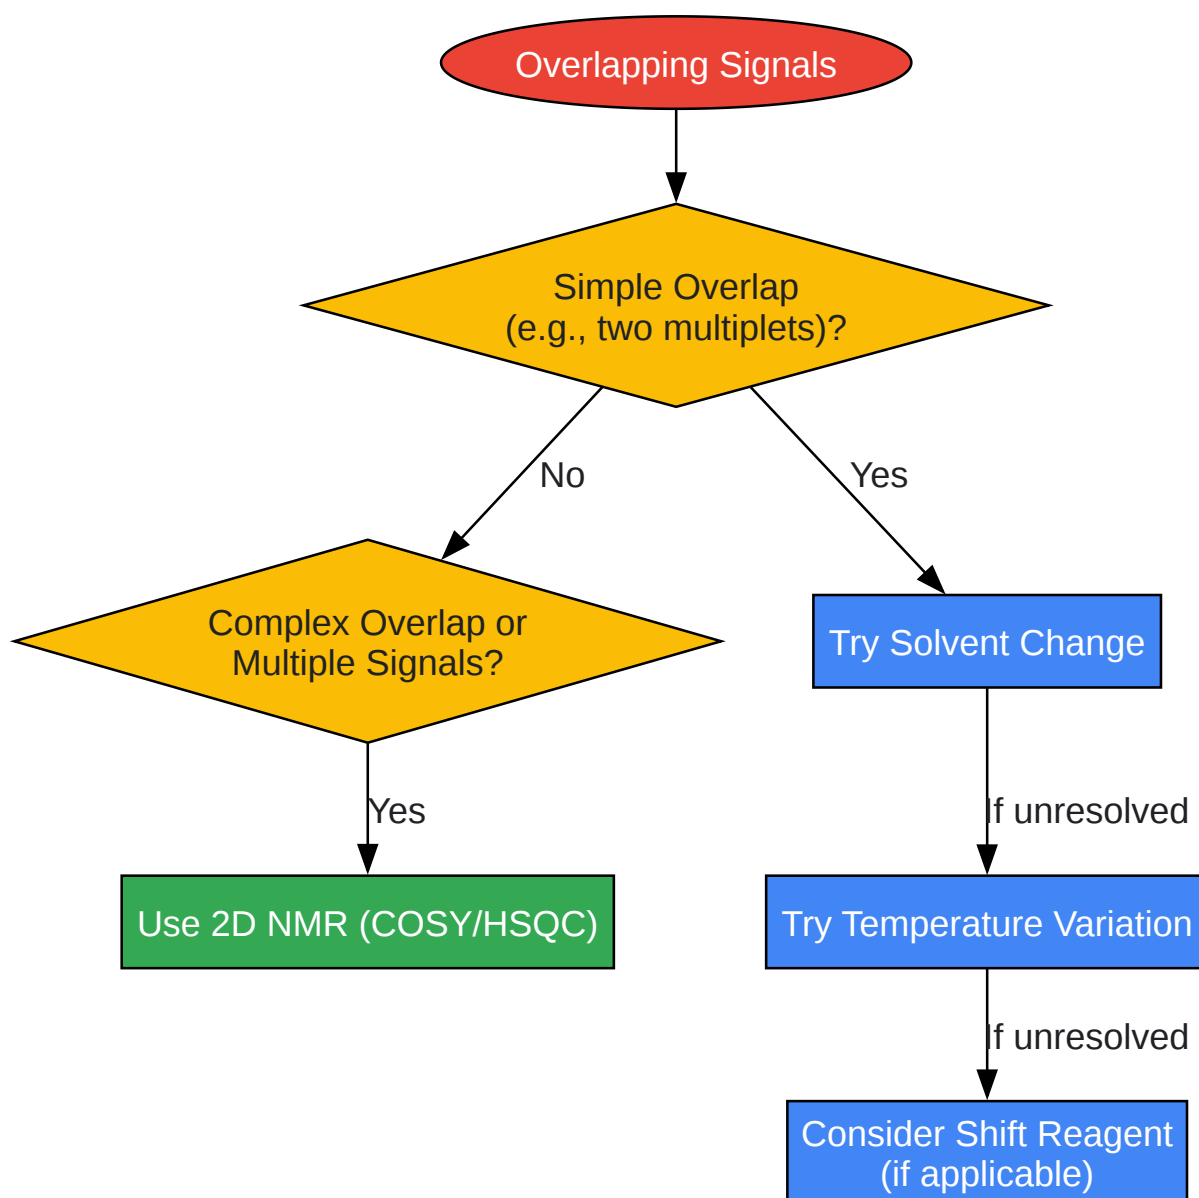 Overlapping Signals
Simple Overlap
(e.g., two multiplets)?
No
Yes
Complex Overlap or
Multiple Signals?
Try Solvent Change
Yes
If unresolved
Use 2D NMR (COSY/HSQC)
Try Temperature Variation
If unresolved
Consider Shift Reagent
(if applicable)